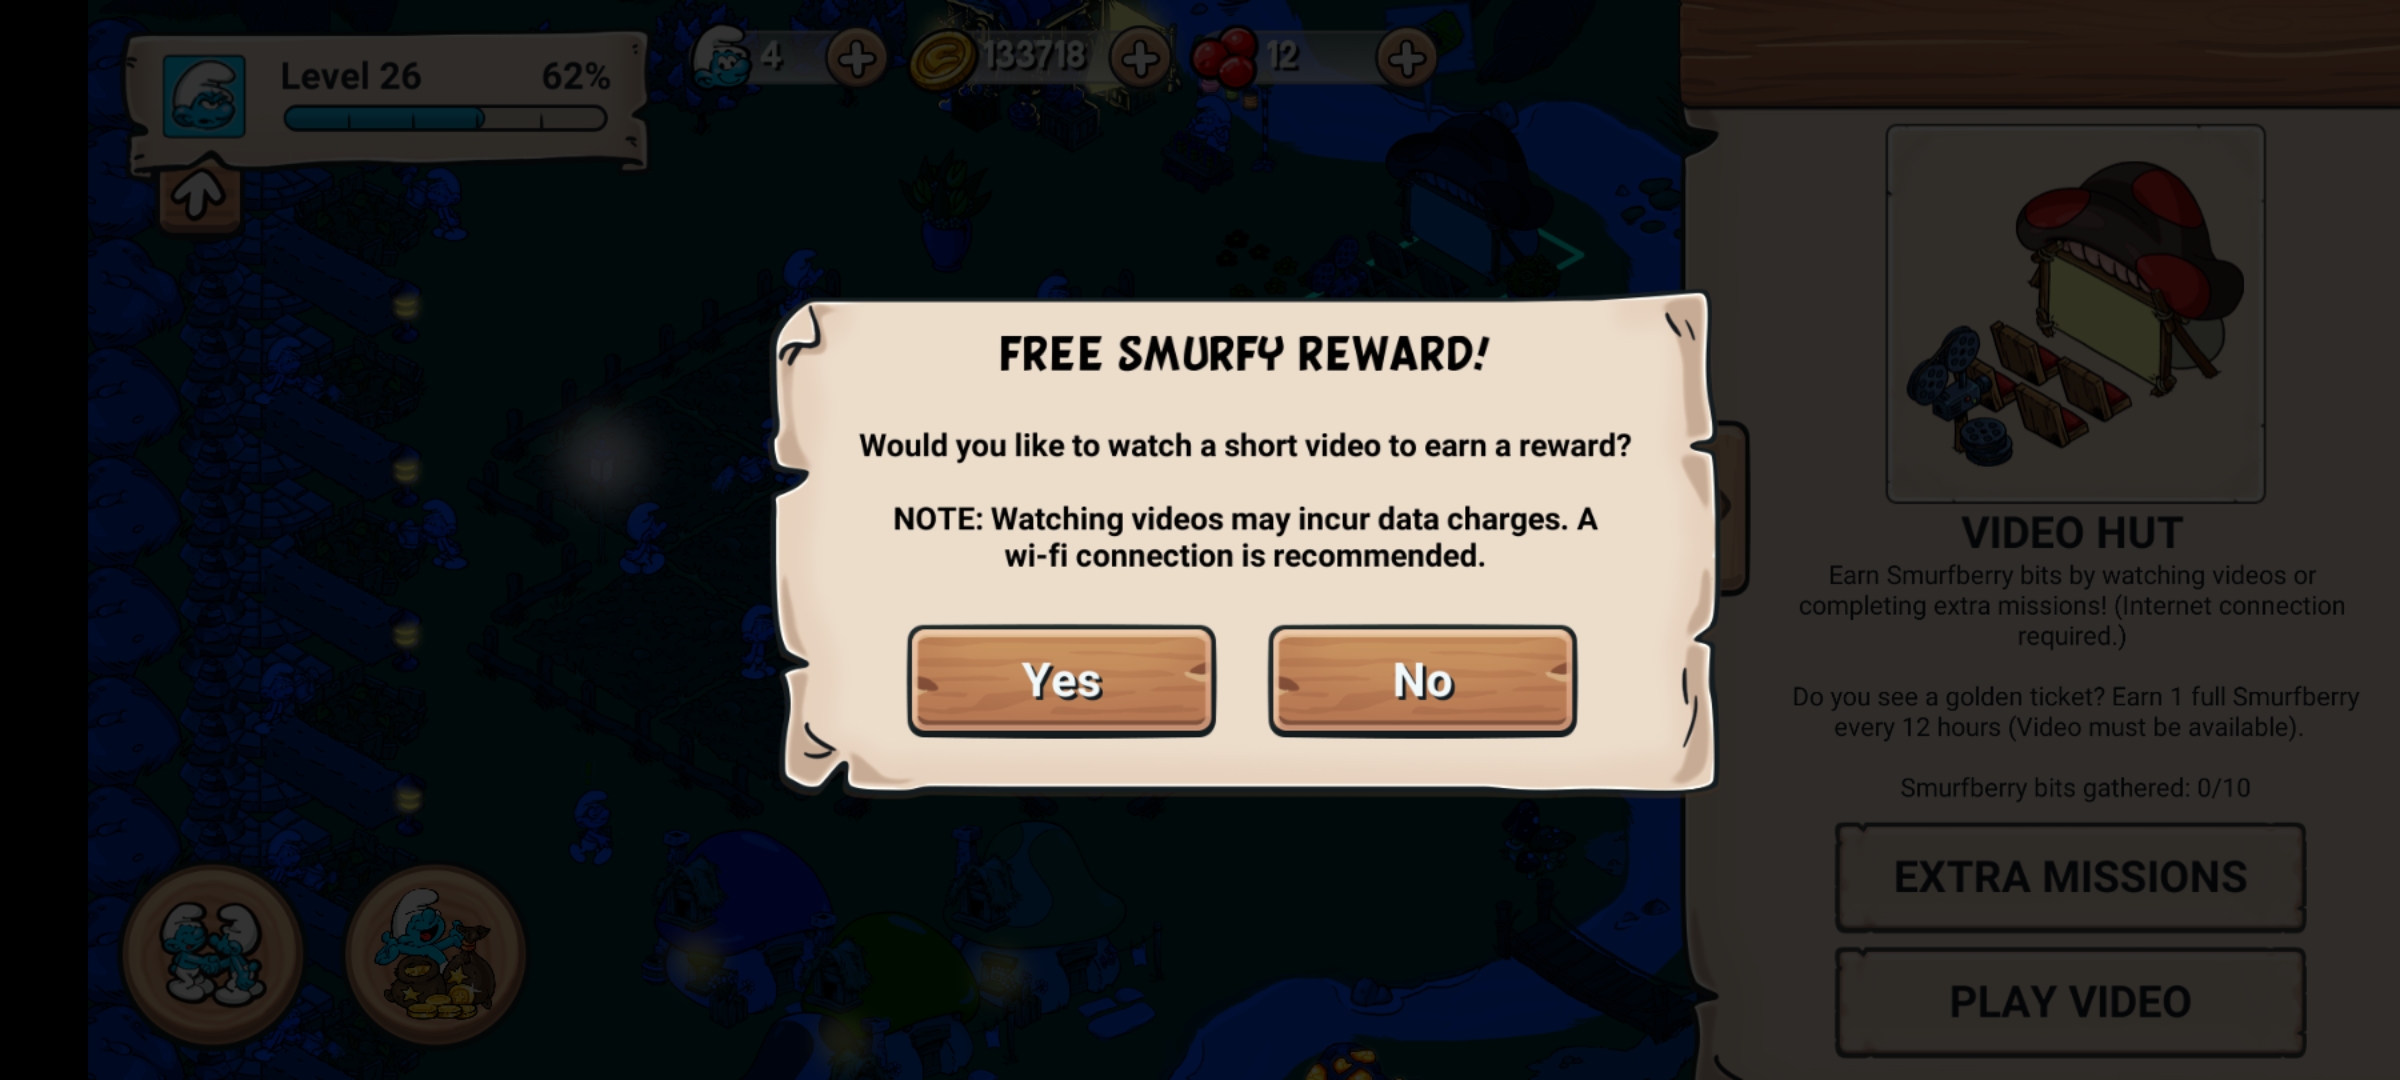 Level 26 62%
4 133718 12
FREE SMURFY REWARD!
Would you like to watch a short video to earn a reward?
NOTE: Watching videos may incur data charges. A
wi-fi connection is recommended.
Yes No
VIDEO HUT
Earn Smurfberry bits by watching videos or
completing extra missions! (Internet connection
required.)
Do you see a golden ticket? Earn 1 full Smurfberry
every 12 hours (Video must be available).
Smurfberry bits gathered: 0/10
EXTRA MISSIONS
PLAY VIDEO